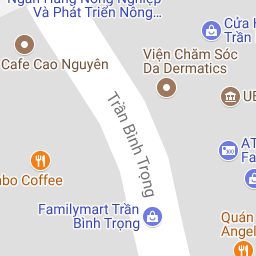 Ngân Hàng Nông Nghiệp
Và Phát Triển Nông...
Cửa H
Trần
Cafe Cao Nguyên
Viện Chăm Sóc
Da Dermatics
UB
Trần Bình Trọng
AT
Fa
bo Coffee
Familymart Trần
Bình Trọng
Quán
Angel